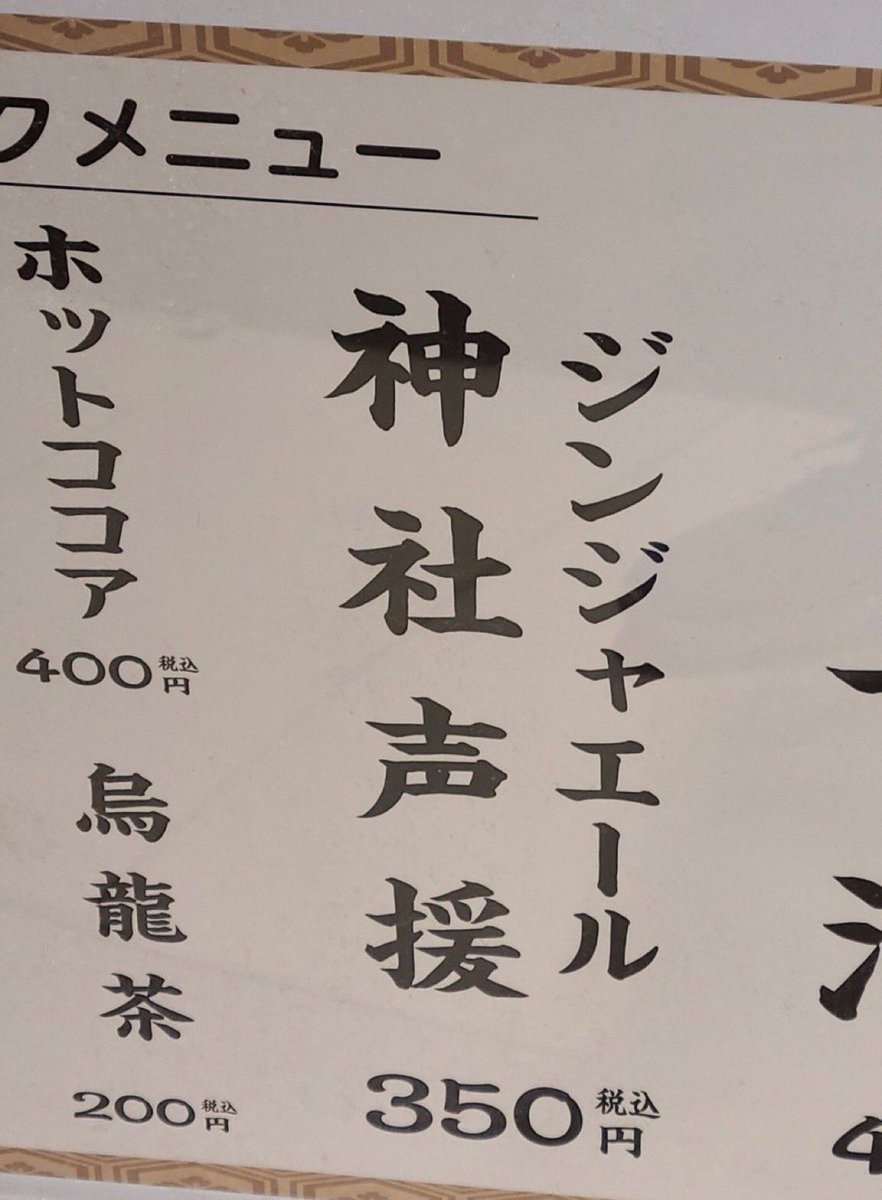 クメニュー
ジンジャエール
神社声援
350税込円
ホットココア
400税込円
烏龍茶
200税込円